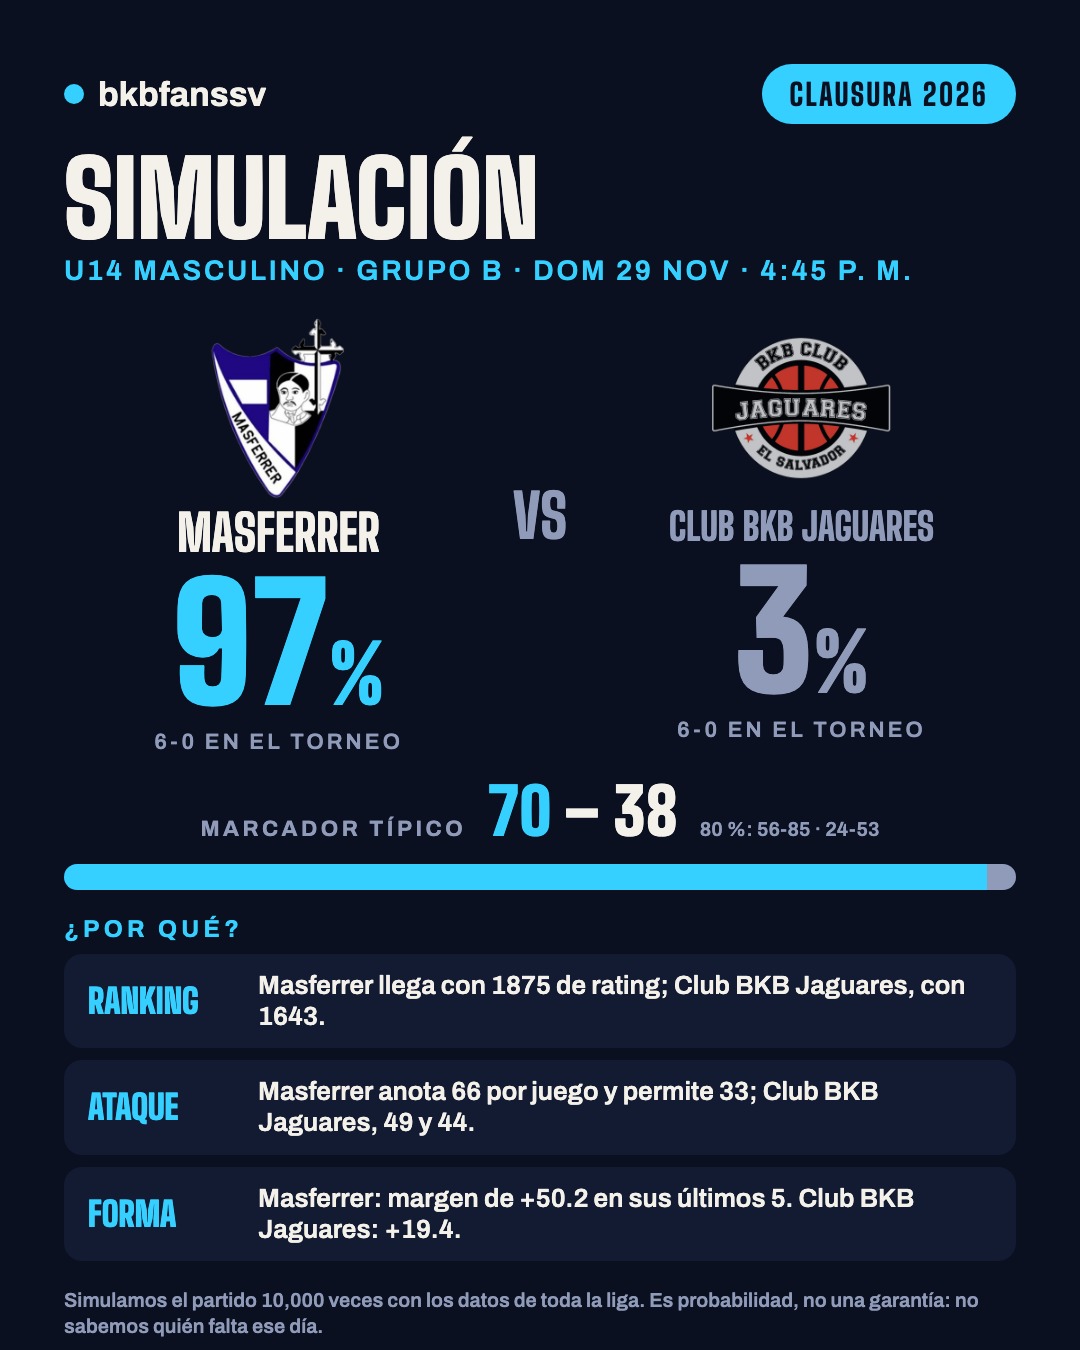 bkbfanssv
CLAUSURA 2026
SIMULACIÓN
U14 MASCULINO · GRUPO B · DOM 29 NOV · 4:45 P. M.
MASFERRER
BKB CLUB
JAGUARES
EL SALVADOR
MASFERRER
VS
CLUB BKB JAGUARES
97%
3%
6-0 EN EL TORNEO
6-0 EN EL TORNEO
MARCADOR TÍPICO 70 – 38 80 %: 56-85 · 24-53
¿POR QUÉ?
RANKING
Masferrer llega con 1875 de rating; Club BKB Jaguares, con
1643.
ATAQUE
Masferrer anota 66 por juego y permite 33; Club BKB
Jaguares, 49 y 44.
FORMA
Masferrer: margen de +50.2 en sus últimos 5. Club BKB
Jaguares: +19.4.
Simulamos el partido 10,000 veces con los datos de toda la liga. Es probabilidad, no una garantía: no
sabemos quién falta ese día.